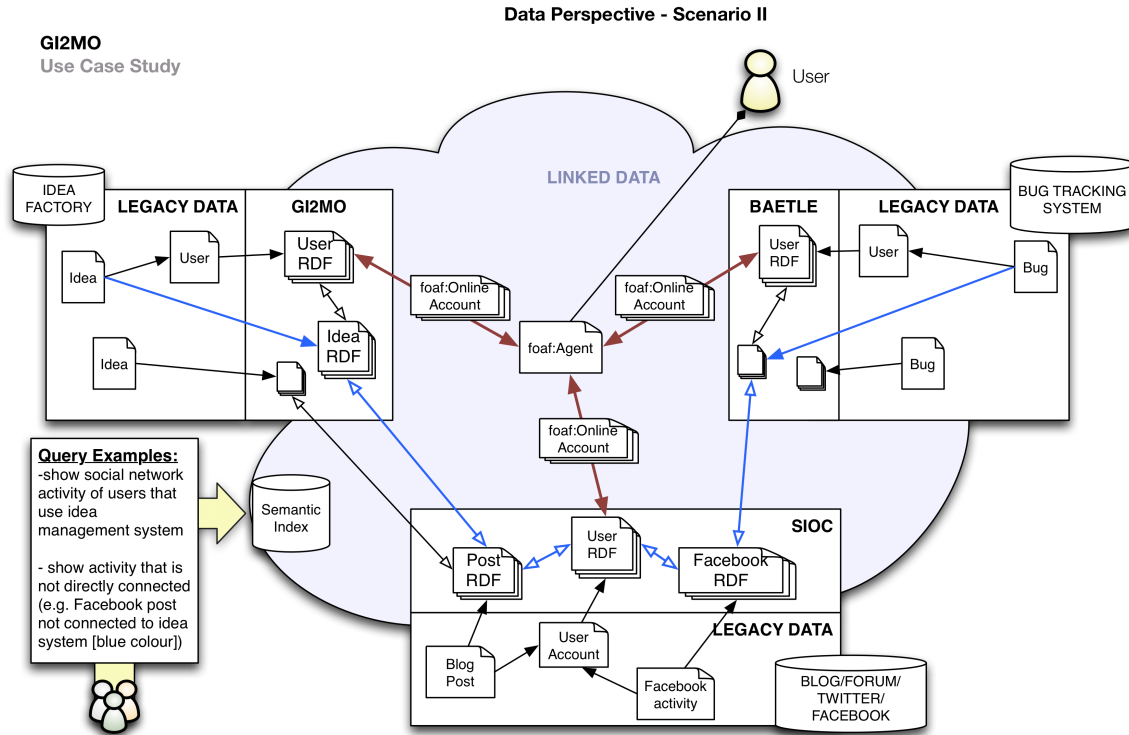 Data Perspective - Scenario II
GI2MO
Use Case Study
User
LINKED DATA
IDEA
FACTORY
LEGACY DATA
GI2MO
BAETLE
LEGACY DATA
BUG TRACKING
SYSTEM
Idea
User
User
RDF
Idea
RDF
Idea
foaf:Online
Account
foaf:Online
Account
foaf:Agent
foaf:Online
Account
User
RDF
User
Bug
Bug
Query Examples:
-show social network
activity of users that
use idea
management system
- show activity that is
not directly connected
(e.g. Facebook post
not connected to idea
system [blue colour])
Semantic
Index
SIOC
Post
RDF
User
RDF
Facebook
RDF
LEGACY DATA
Blog
Post
User
Account
Facebook
activity
BLOG/FORUM/
TWITTER/
FACEBOOK